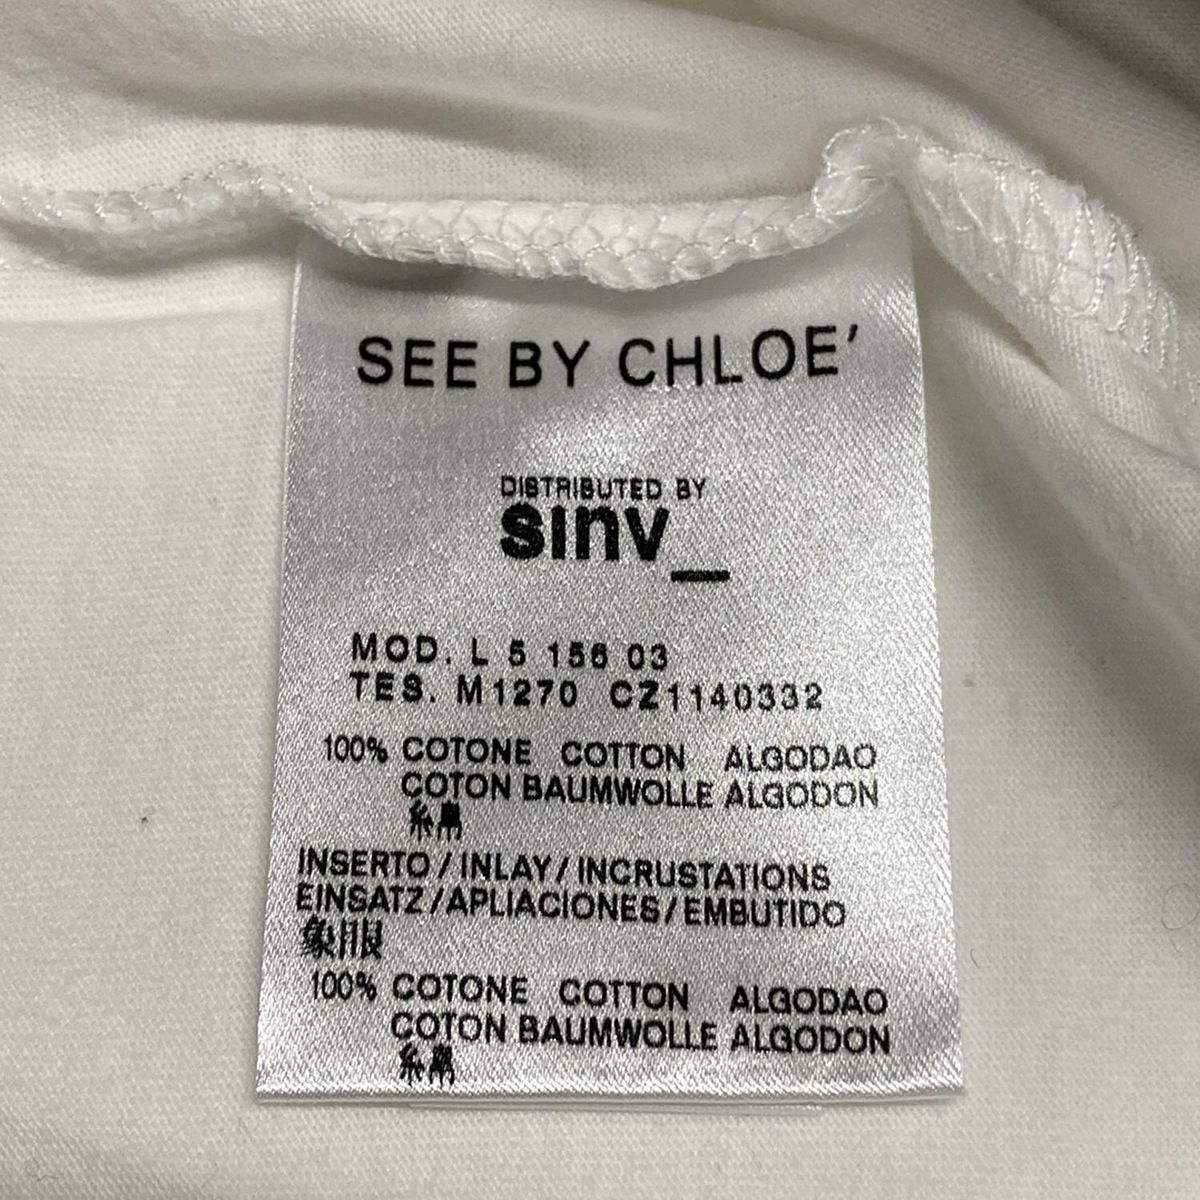 SEE BY CHLOE'
DISTRIBUTED BY
sinv_
MOD. L 5 156 03
TES. M1270 CZ1140332
100% COTONE COTTON ALGODAO
COTON BAUMWOLLE ALGODON
INSERTO/INLAY/INCRUSTATIONS
EINSATZ/APLIACIONES/EMBUTIDO
100% COTONE COTTON ALGODAO
COTON BAUMWOLLE ALGODON